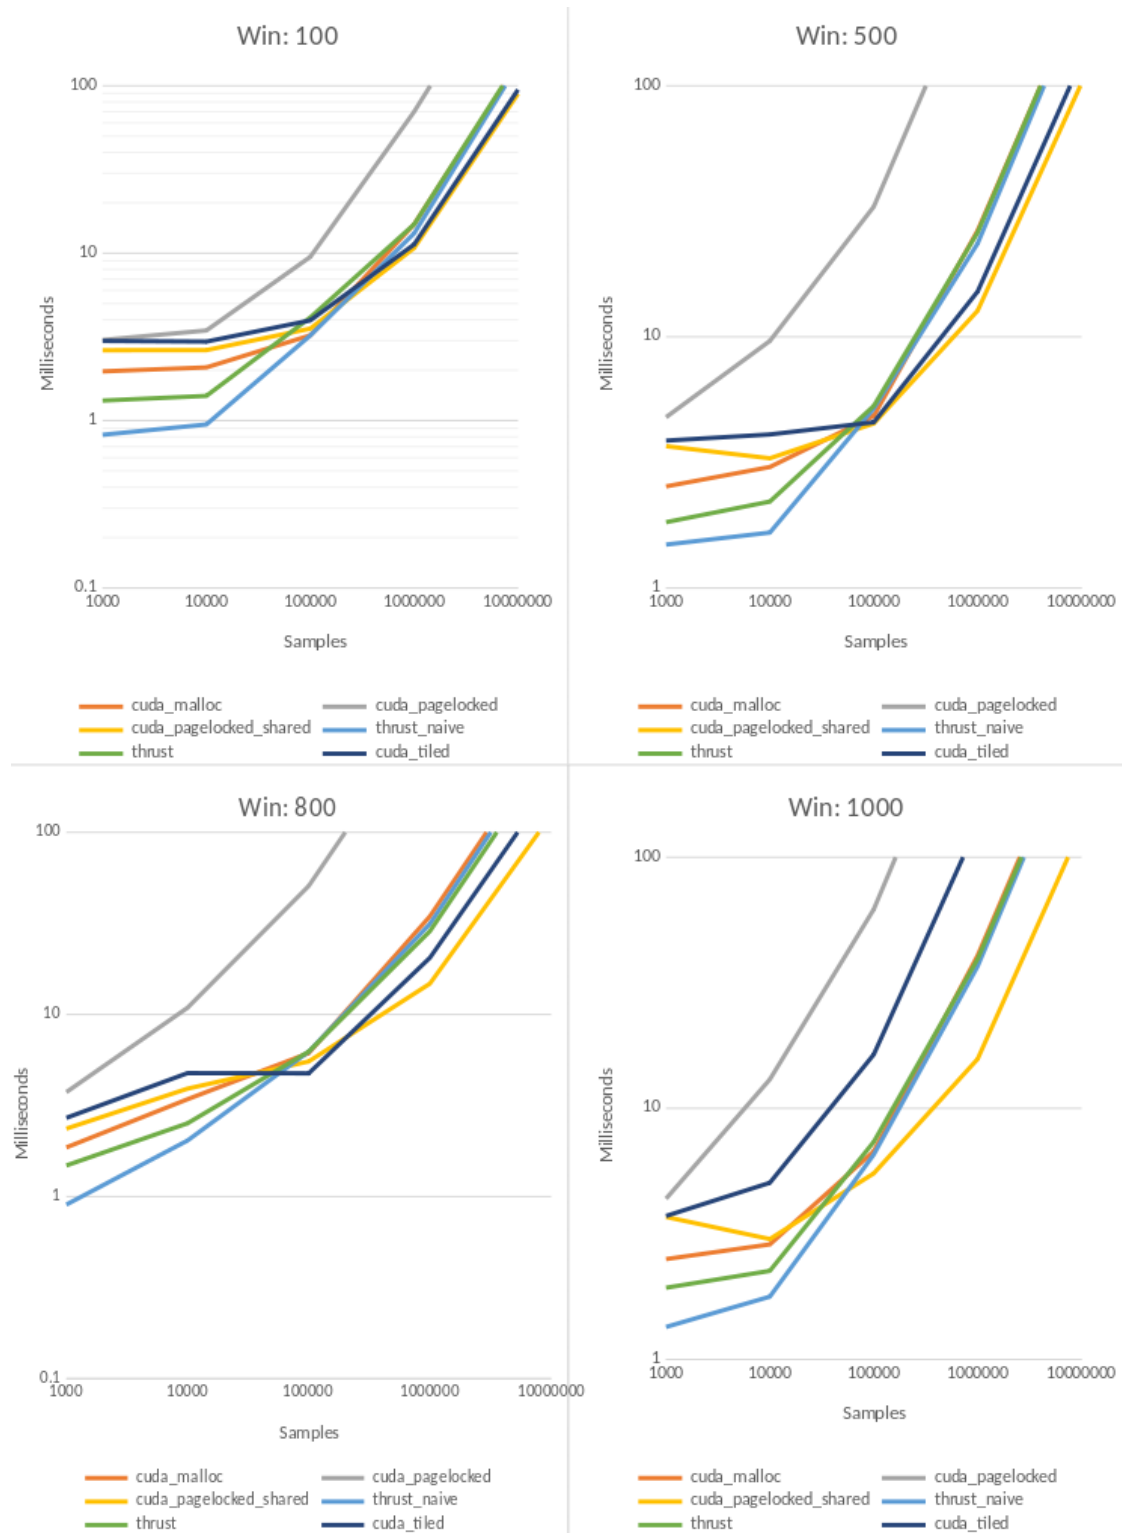 Win: 100
100
10
1
0.1
Milliseconds
1000 10000 100000 1000000 10000000
Samples
cuda_malloc cuda_pagelocked
cuda_pagelocked_shared thrust_naive
thrust cuda_tiled
Win: 500
100
10
1
Milliseconds
1000 10000 100000 1000000 10000000
Samples
cuda_malloc cuda_pagelocked
cuda_pagelocked_shared thrust_naive
thrust cuda_tiled
Win: 800
100
10
1
0.1
Milliseconds
1000 10000 100000 1000000 10000000
Samples
cuda_malloc cuda_pagelocked
cuda_pagelocked_shared thrust_naive
thrust cuda_tiled
Win: 1000
100
10
1
Milliseconds
1000 10000 100000 1000000 10000000
Samples
cuda_malloc cuda_pagelocked
cuda_pagelocked_shared thrust_naive
thrust cuda_tiled